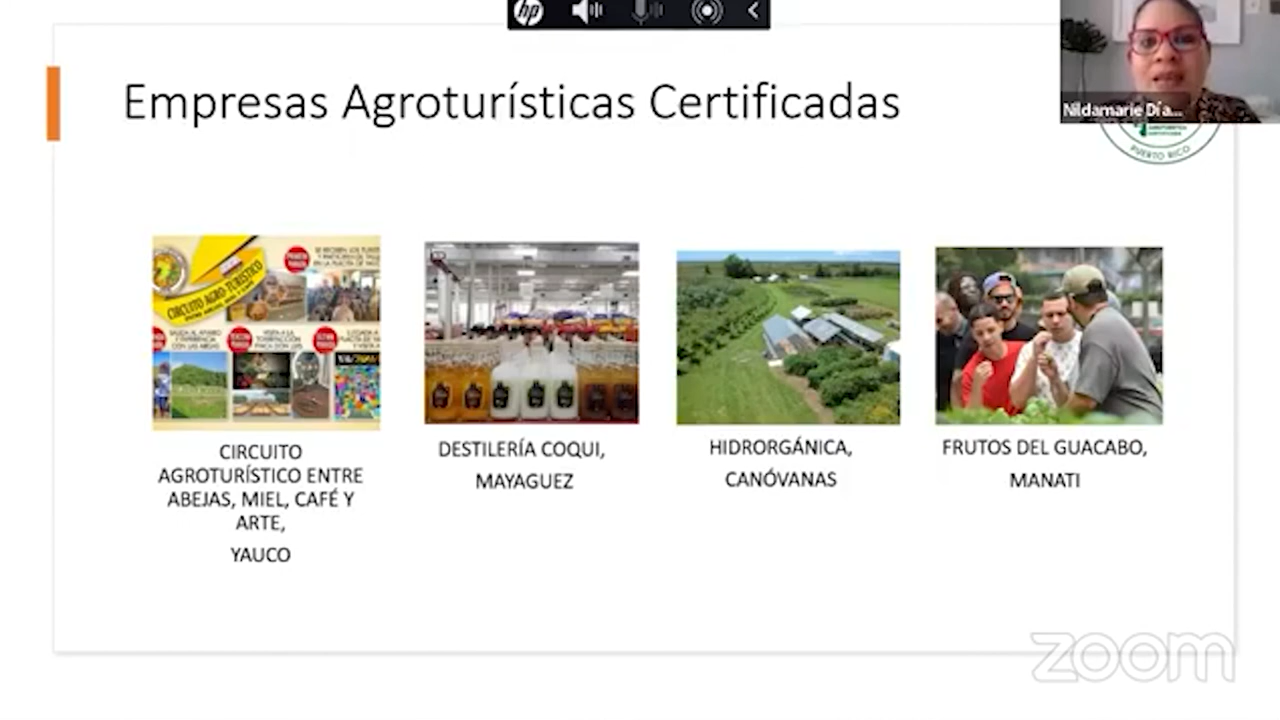 hp
Empresas Agroturísticas Certificadas
Nildamarie Día...
PUERTO RICO
CIRCUITO AGRO-TURÍSTICO
CIRCUITO
AGROTURÍSTICO ENTRE
ABEJAS, MIEL, CAFÉ Y
ARTE,
YAUCO
DESTILERÍA COQUI,
MAYAGUEZ
HIDRORGÁNICA,
CANÓVANAS
FRUTOS DEL GUACABO,
MANATI
zoom